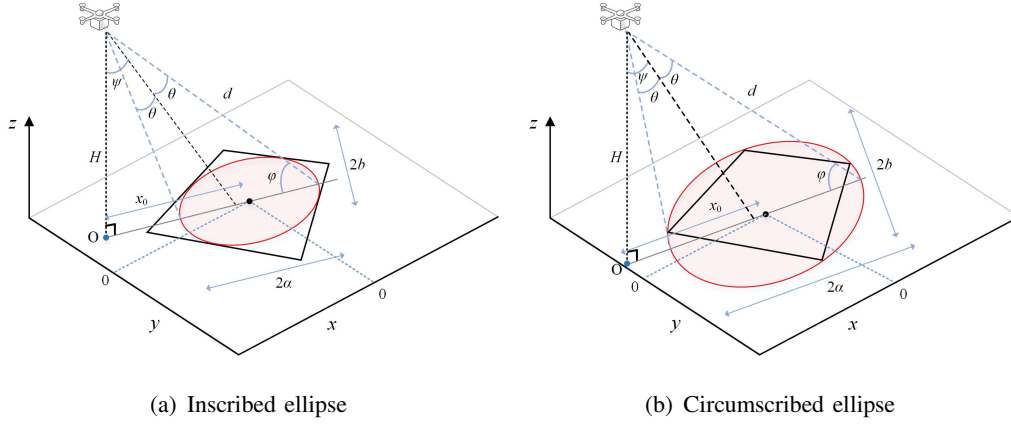 ψ
θ
θ
d
z
H
2b
φ
x₀
O
0
2α
0
y
x
(a) Inscribed ellipse
ψ
θ
θ
d
z
H
2b
φ
x₀
O
0
2α
0
y
x
(b) Circumscribed ellipse